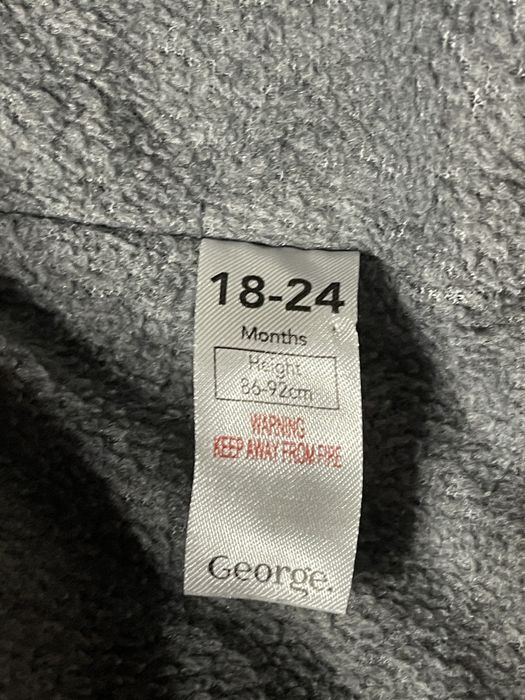 18-24
Months
Height
86-92cm
WARNING
KEEP AWAY FROM FIRE
George.